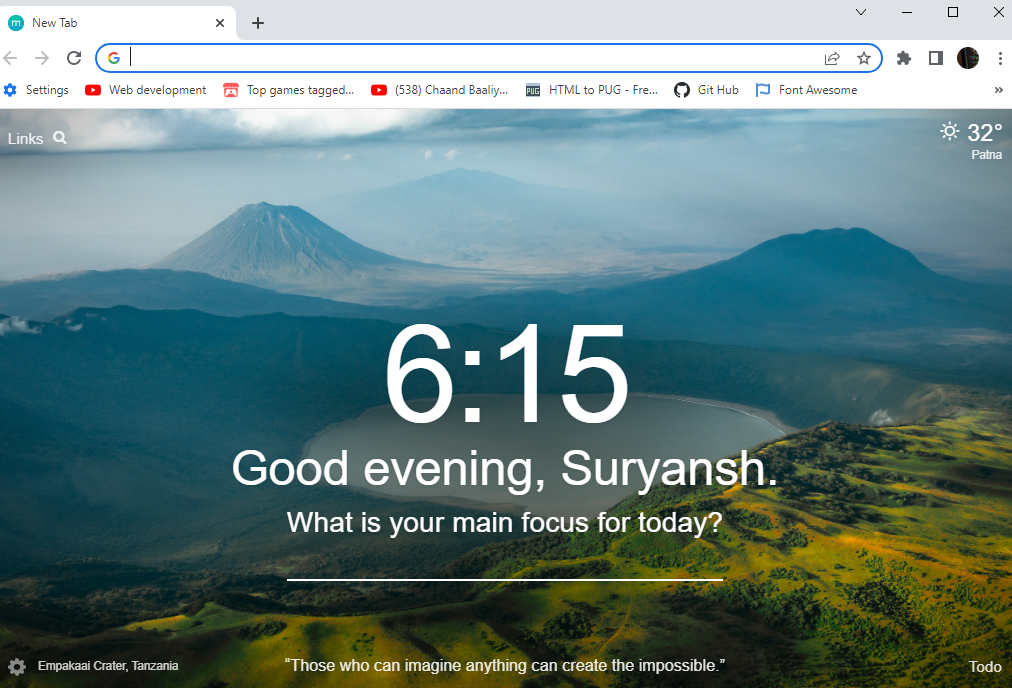 m New Tab
Settings
Web development
Top games tagged...
(538) Chaand Baaliy...
PUG HTML to PUG - Fre...
Git Hub
Font Awesome
»
Links
32°
Patna
6:15
Good evening, Suryansh.
What is your main focus for today?
Empakaai Crater, Tanzania
“Those who can imagine anything can create the impossible.”
Todo